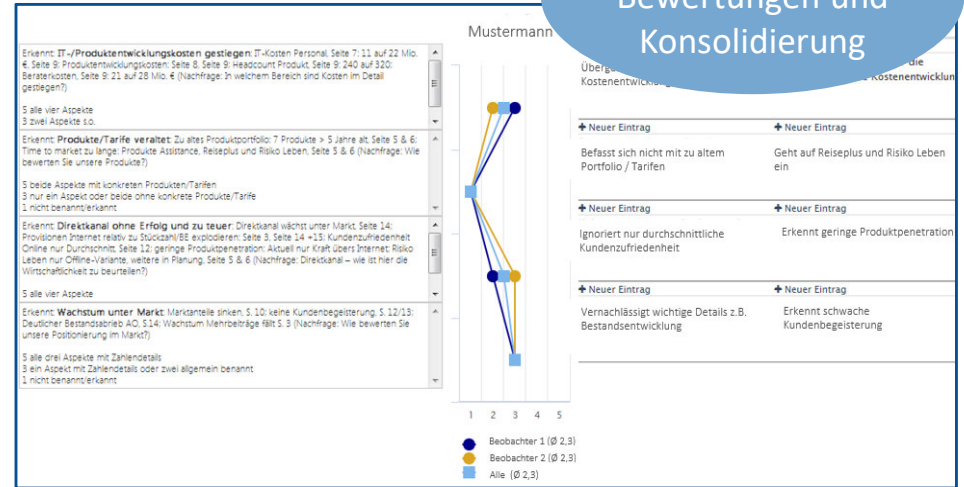 Bewertungen und
Konsolidierung
Mustermann
Erkennt IT-/Produktentwicklungskosten gestiegen: IT-Kosten Personal, Seite 7: 11 auf 22 Mio.
€, Seite 9: Produktentwicklungskosten: Seite 8, Seite 9: Headcount Produkt, Seite 9: 240 auf 320:
Beraterkosten, Seite 9: 21 auf 28 Mio. € (Nachfrage: In welchem Bereich sind Kosten im Detail
gestiegen?)
5 alle vier Aspekte
3 zwei Aspekte s.o.
Erkennt Produkte/Tarife veraltet: Zu altes Produktportfolio: 7 Produkte > 5 Jahre alt, Seite 5 & 6;
Time to market zu lange: Produkte Assistance, Reiseplus und Risiko Leben, Seite 5 & 6 (Nachfrage: Wie
bewerten Sie unsere Produkte?)
5 beide Aspekte mit konkreten Produkten/Tarifen
3 nur ein Aspekt oder beide ohne konkrete Produkte/Tarife
1 nicht benannt/erkannt
Erkennt Direktkanal ohne Erfolg und zu teuer: Direktkanal wächst unter Markt, Seite 14;
Provisionen Internet relativ zu Stückzahl/BE explodieren: Seite 3, Seite 14 +15; Kundenzufriedenheit
Online nur Durchschnitt, Seite 12; geringe Produktpenetration: Aktuell nur Kraft übers Internet; Risiko
Leben nur Offline-Variante, weitere in Planung, Seite 5 & 6 (Nachfrage: Direktkanal – wie ist hier die
Wirtschaftlichkeit zu beurteilen?)
5 alle vier Aspekte
Erkennt Wachstum unter Markt: Marktanteile sinken, S. 10; keine Kundenbegeisterung, S. 12/13;
Deutlicher Bestandsabrieb AO, S.14; Wachstum Mehrbeiträge fällt S. 3 (Nachfrage: Wie bewerten Sie
unsere Positionierung im Markt?)
5 alle drei Aspekte mit Zahlendetails
3 ein Aspekt mit Zahlendetails oder zwei allgemein benannt
1 nicht benannt/erkannt
1 2 3 4 5
Beobachter 1 (Ø 2,3)
Beobachter 2 (Ø 2,3)
Alle (Ø 2,3)
die
Kostenentwicklun
+ Neuer Eintrag + Neuer Eintrag
Befasst sich nicht mit zu altem
Portfolio / Tarifen
Geht auf Reiseplus und Risiko Leben
ein
+ Neuer Eintrag + Neuer Eintrag
Ignoriert nur durchschnittliche
Kundenzufriedenheit
Erkennt geringe Produktpenetration
+ Neuer Eintrag + Neuer Eintrag
Vernachlässigt wichtige Details z.B.
Bestandsentwicklung
Erkennt schwache
Kundenbegeisterung